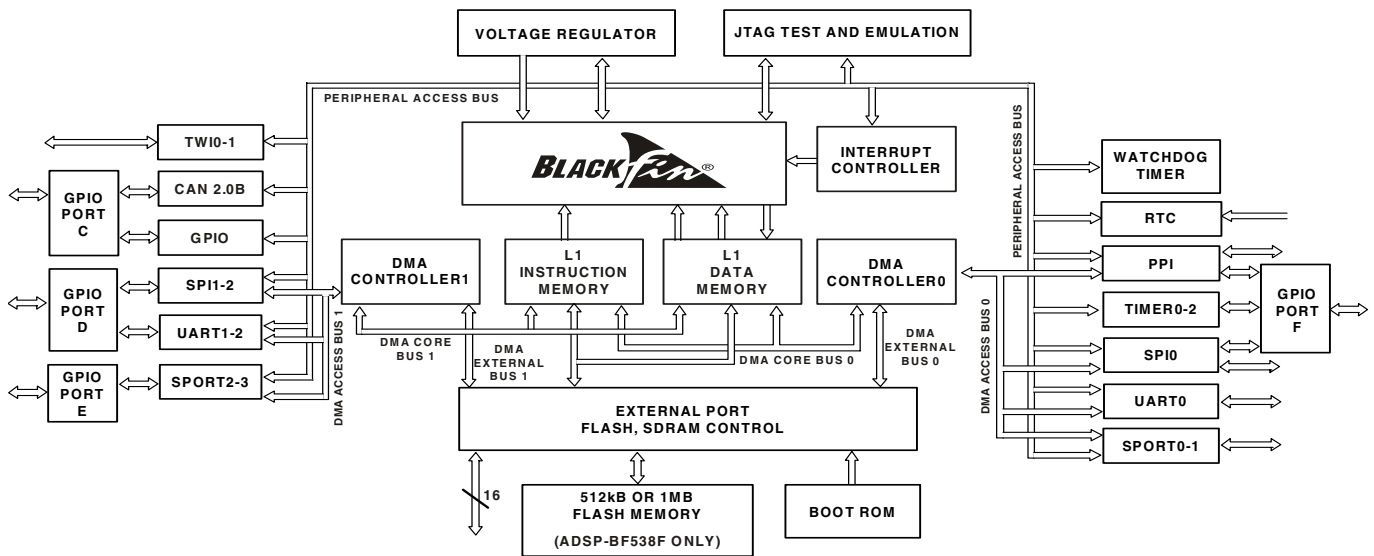 VOLTAGE REGULATOR
JTAG TEST AND EMULATION
PERIPHERAL ACCESS BUS
TWI0-1
CAN 2.0B
GPIO
GPIO
PORT
C
SPI1-2
UART1-2
GPIO
PORT
D
SPORT2-3
GPIO
PORT
E
DMA ACCESS BUS 1
BLACKfin®
INTERRUPT
CONTROLLER
DMA
CONTROLLER1
L1
INSTRUCTION
MEMORY
L1
DATA
MEMORY
DMA
CONTROLLER0
DMA CORE
BUS 1
DMA
EXTERNAL
BUS 1
DMA CORE BUS 0
DMA
EXTERNAL
BUS 0
EXTERNAL PORT
FLASH, SDRAM CONTROL
16
512kB OR 1MB
FLASH MEMORY
(ADSP-BF538F ONLY)
BOOT ROM
PERIPHERAL ACCESS BUS
DMA ACCESS BUS 0
WATCHDOG
TIMER
RTC
PPI
TIMER0-2
SPI0
UART0
SPORT0-1
GPIO
PORT
F